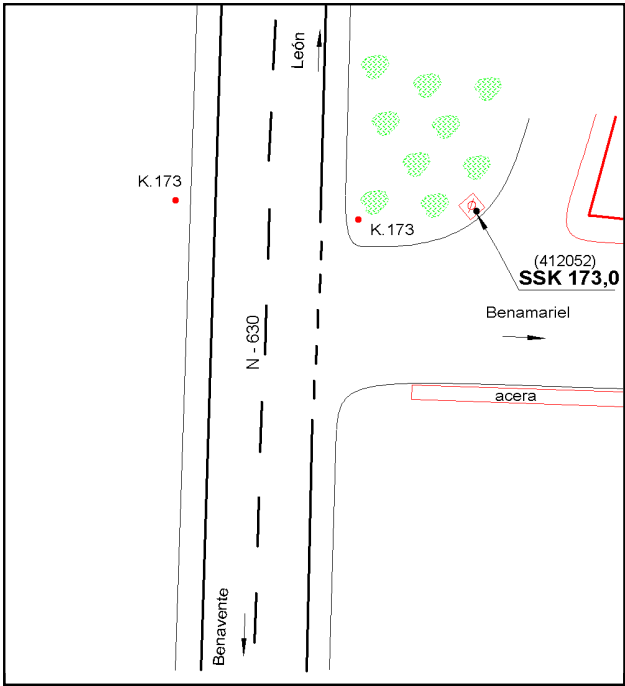 León
K.173
K.173
(412052)
SSK 173,0
Benamariel
N - 630
acera
Benavente